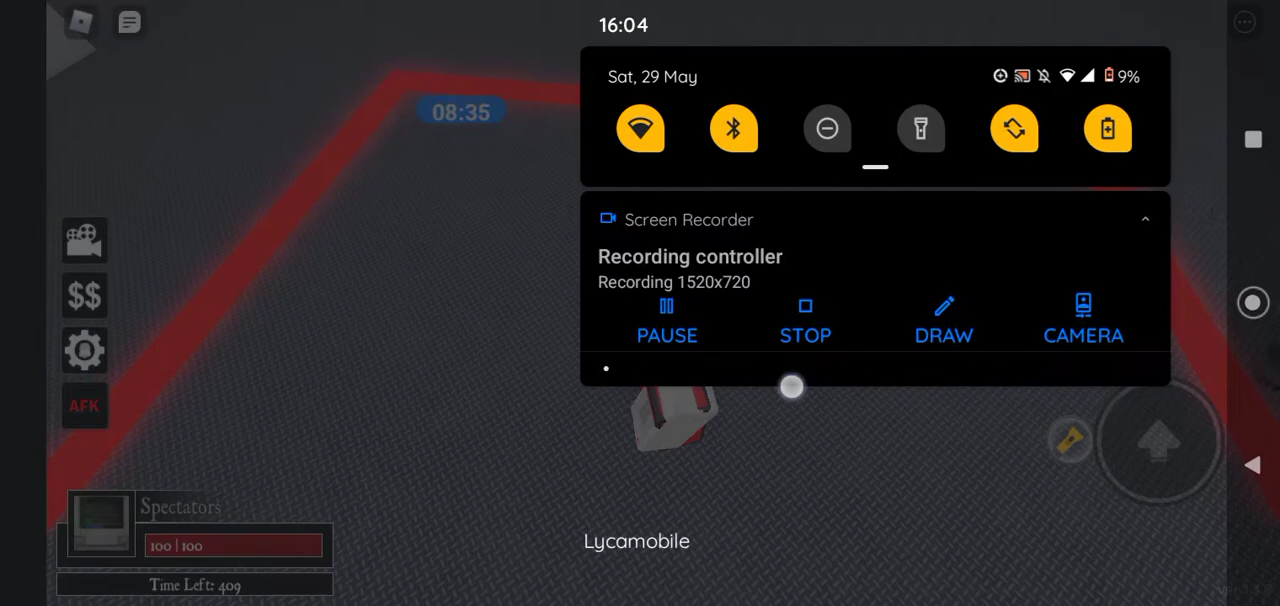 16:04
Sat, 29 May
9%
08:35
Screen Recorder
Recording controller
Recording 1520x720
PAUSE
STOP
DRAW
CAMERA
$$
AFK
Spectators
100|100
Time Left: 409
Lycamobile